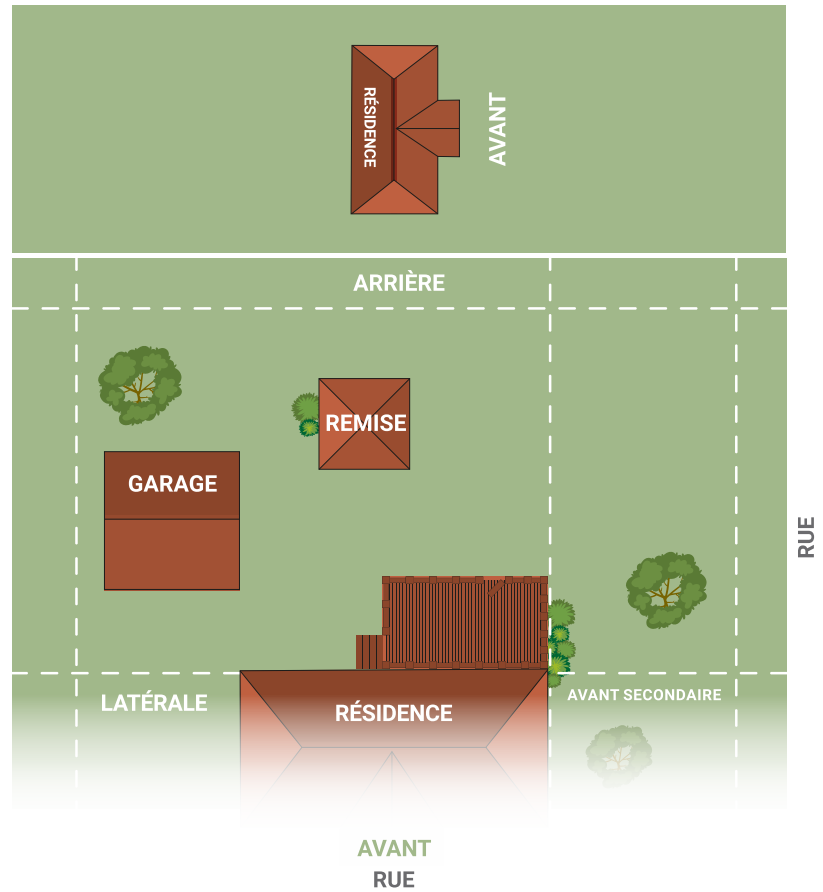 RÉSIDENCE
AVANT
ARRIÈRE
REMISE
GARAGE
RUE
LATÉRALE
RÉSIDENCE
AVANT SECONDAIRE
AVANT
RUE